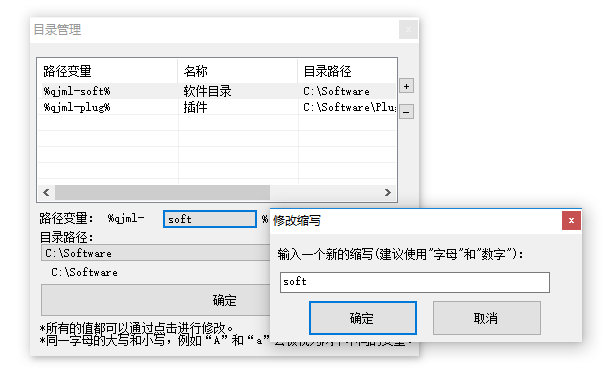 目录管理
路径变量 名称 目录路径
%qjml-soft% 软件目录 C:\Software
%qjml-plug% 插件 C:\Software\Plu
路径变量: %qjml- soft %
目录路径:
C:\Software
C:\Software
确定
*所有的值都可以通过点击进行修改。
*同一字母的大写和小写，例如“A”和“a”
修改缩写
输入一个新的缩写(建议使用"字母"和"数字"):
soft
确定 取消